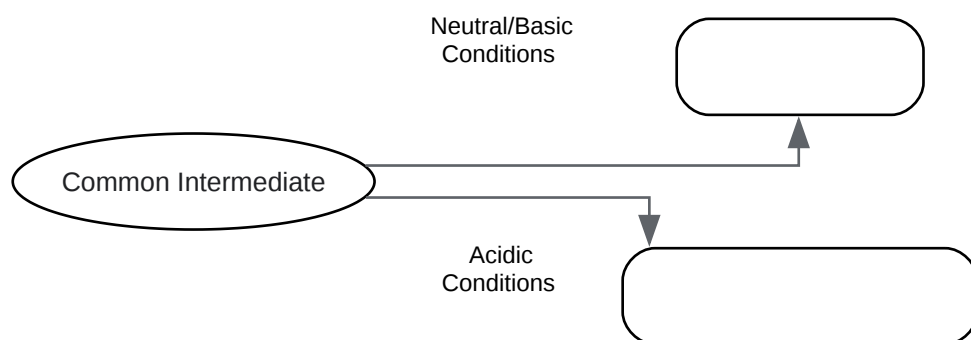 Neutral/Basic
Conditions
Common Intermediate
Acidic
Conditions